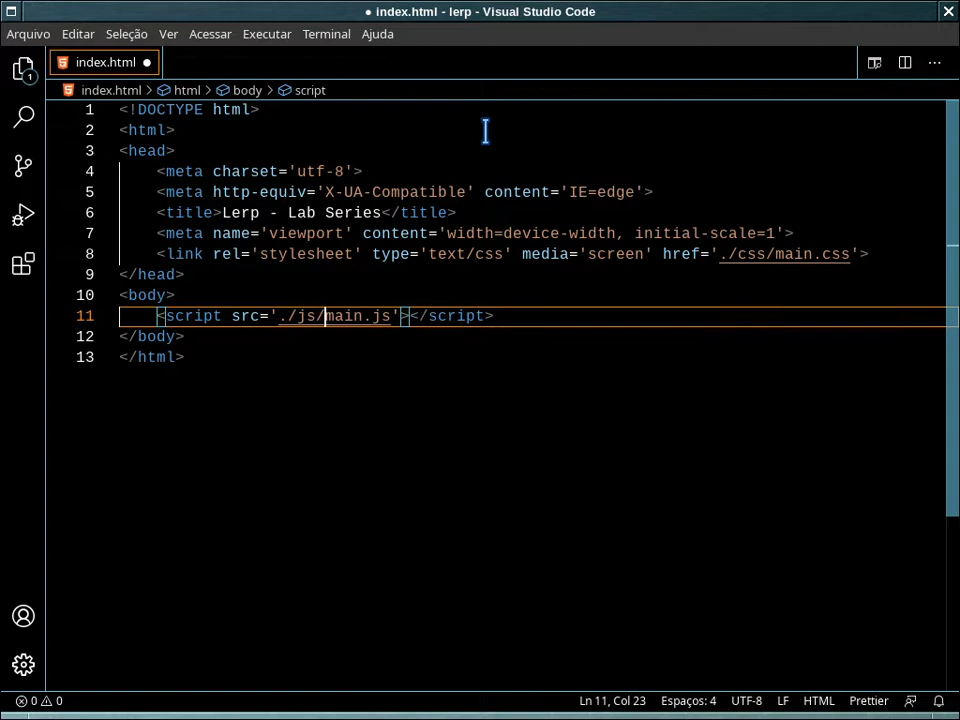 ● index.html - lerp - Visual Studio Code
Arquivo Editar Seleção Ver Acessar Executar Terminal Ajuda
index.html ●
index.html > html > body > script
1 <!DOCTYPE html>
2 <html>
3 <head>
4     <meta charset='utf-8'>
5     <meta http-equiv='X-UA-Compatible' content='IE=edge'>
6     <title>Lerp - Lab Series</title>
7     <meta name='viewport' content='width=device-width, initial-scale=1'>
8     <link rel='stylesheet' type='text/css' media='screen' href='./css/main.css'>
9 </head>
10 <body>
11     <script src='./js/main.js'></script>
12 </body>
13 </html>
1
0 0 Ln 11, Col 23 Espaços: 4 UTF-8 LF HTML Prettier